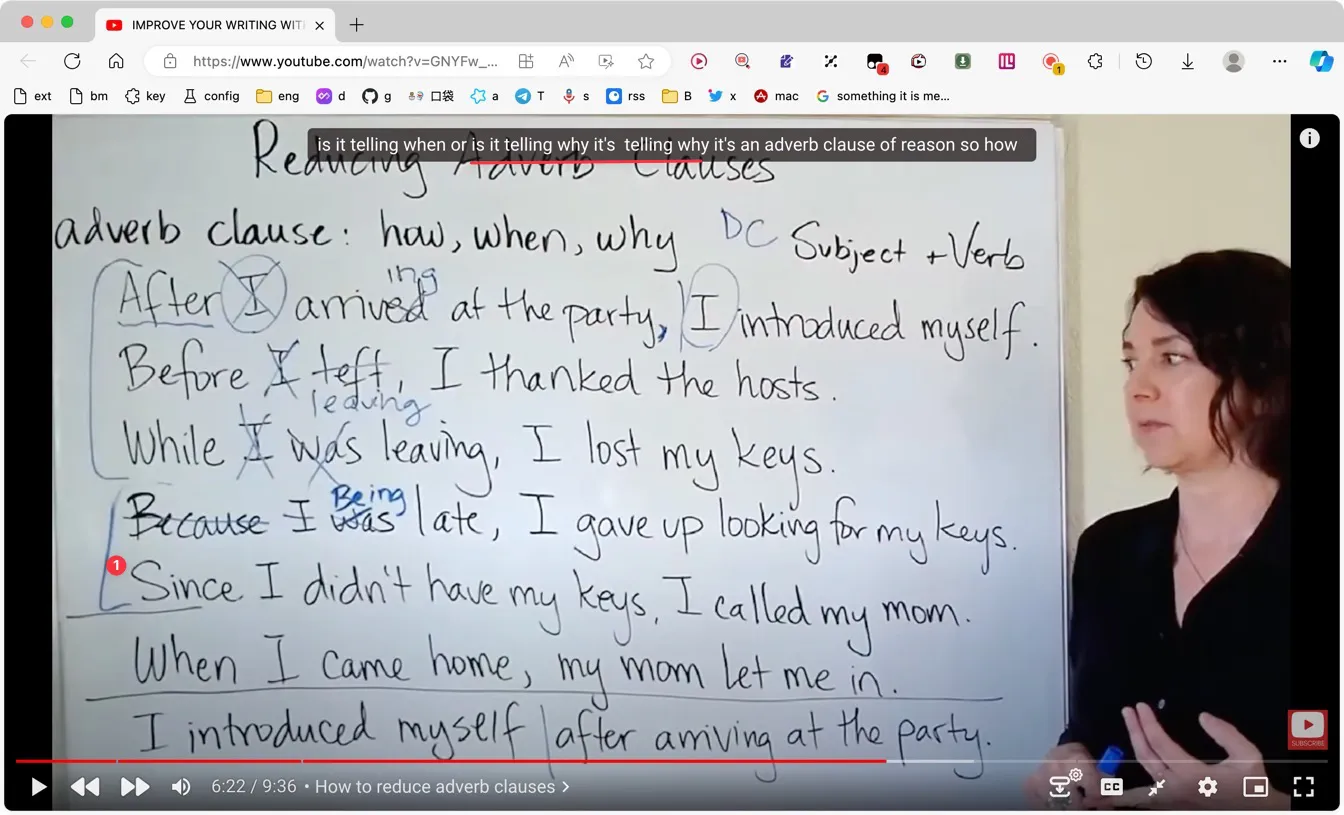 IMPROVE YOUR WRITING WIT
https://www.youtube.com/watch?v=GNYFw_...
4
1
ext bm key config eng d g 口袋 a T s rss B x mac something it is me...
is it telling when or is it telling why it's telling why it's an adverb clause of reason so how
Reducing Adverb Clauses
adverb clause: how, when, why DC Subject + Verb
ing
After I arrived at the party, I introduced myself.
Before I left, I thanked the hosts.
leaving
While I was leaving, I lost my keys.
Being
Because I was late, I gave up looking for my keys.
1
Since I didn't have my keys, I called my mom.
When I came home, my mom let me in.
I introduced myself after arriving at the party.
SUBSCRIBE
6:22 / 9:36 • How to reduce adverb clauses >
CC